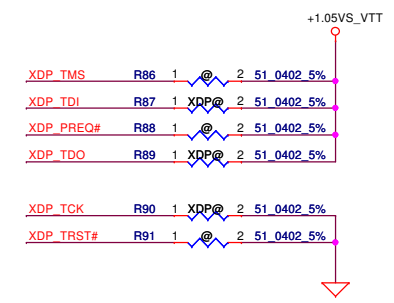 +1.05VS_VTT
XDP_TMS R86 1 @ 2 51_0402_5%
XDP_TDI R87 1 XDP@ 2 51_0402_5%
XDP_PREQ# R88 1 @ 2 51_0402_5%
XDP_TDO R89 1 XDP@ 2 51_0402_5%
XDP_TCK R90 1 XDP@ 2 51_0402_5%
XDP_TRST# R91 1 @ 2 51_0402_5%